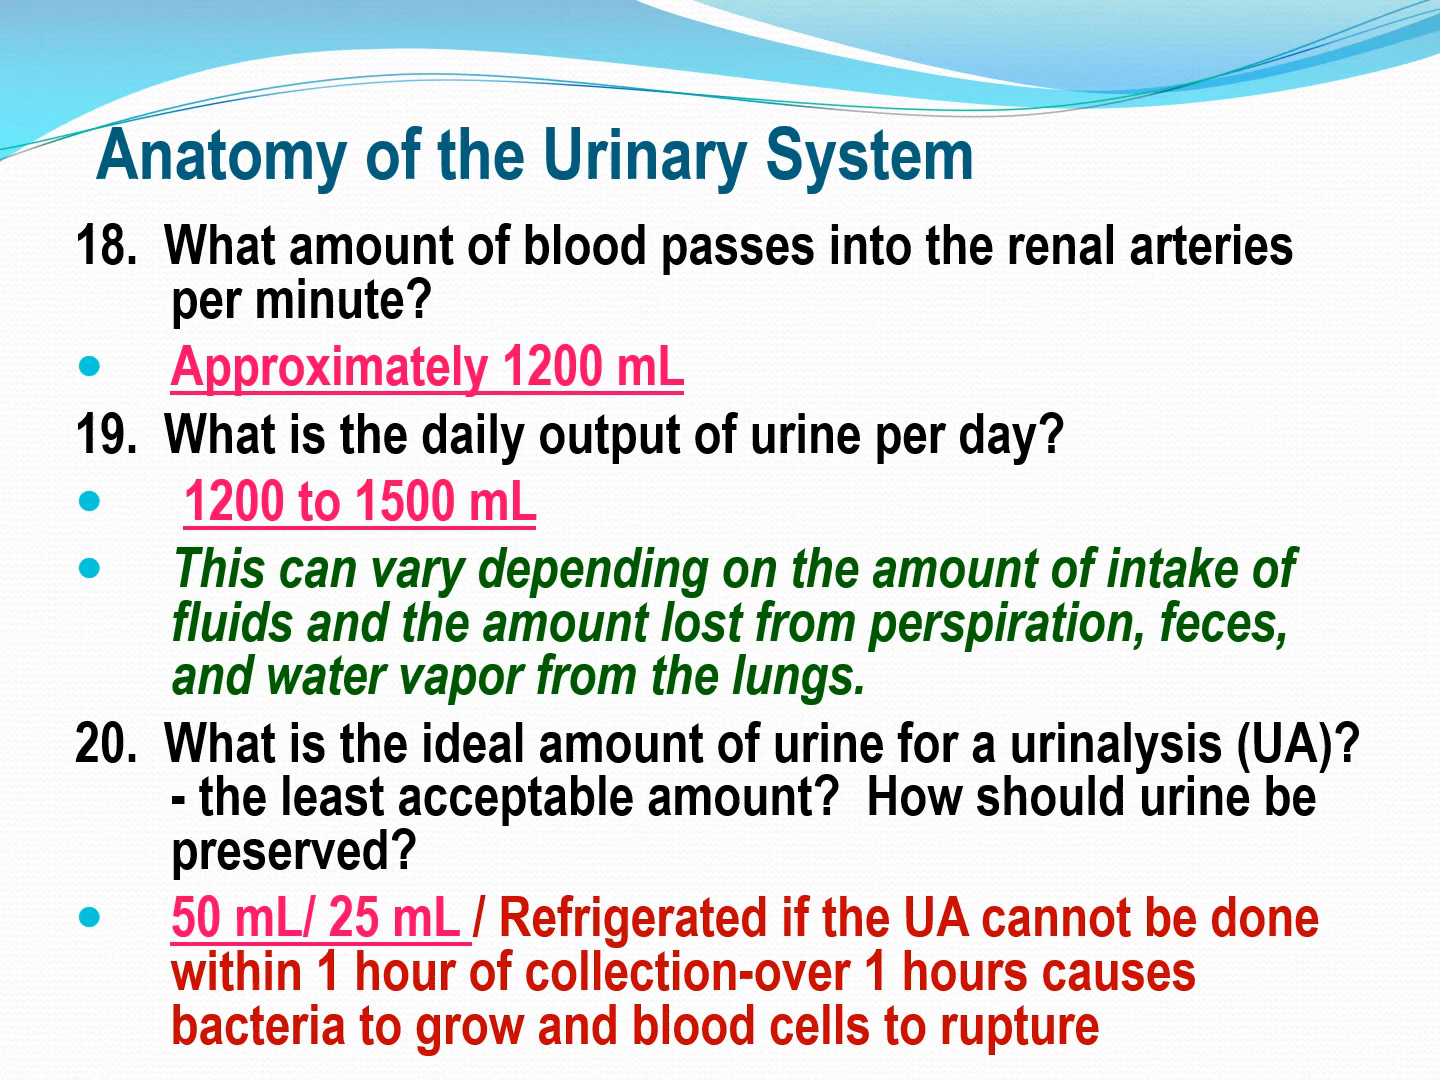 Anatomy of the Urinary System
18. What amount of blood passes into the renal arteries
per minute?
• Approximately 1200 mL
19. What is the daily output of urine per day?
• 1200 to 1500 mL
• This can vary depending on the amount of intake of
fluids and the amount lost from perspiration, feces,
and water vapor from the lungs.
20. What is the ideal amount of urine for a urinalysis (UA)?
- the least acceptable amount? How should urine be
preserved?
• 50 mL/ 25 mL / Refrigerated if the UA cannot be done
within 1 hour of collection-over 1 hours causes
bacteria to grow and blood cells to rupture